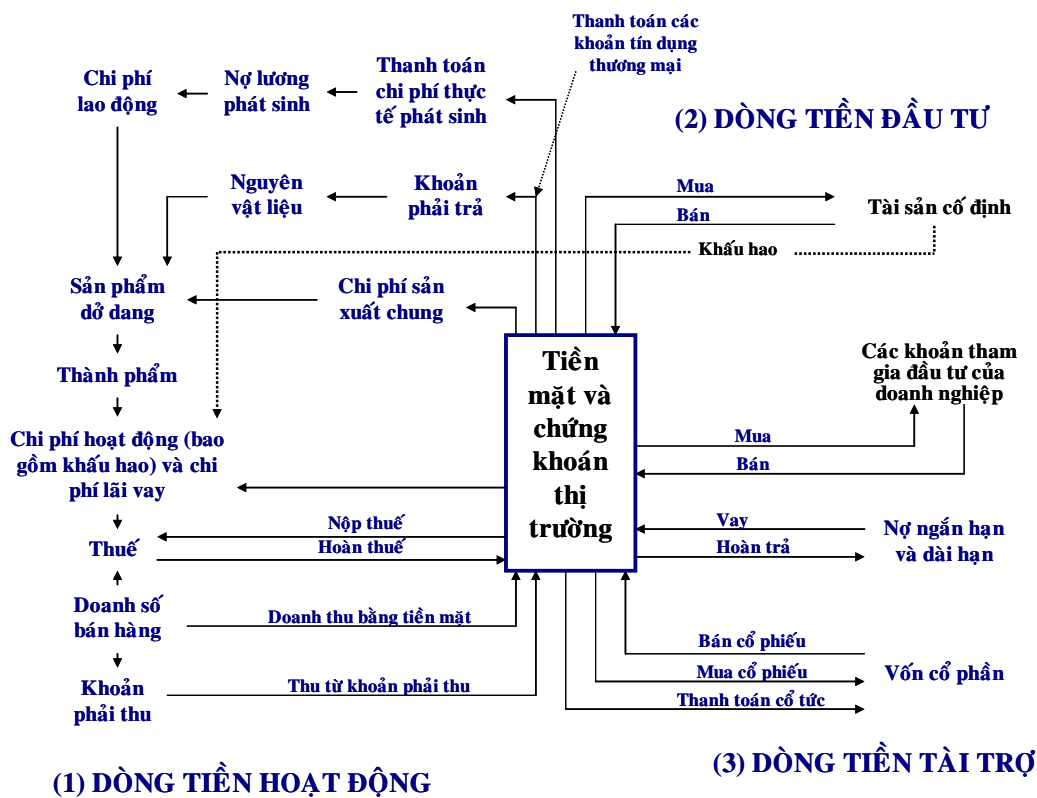 Thanh toán các
khoản tín dụng
thương mại
Chi phí
lao động
Nợ lương
phát sinh
Thanh toán
chi phí thực
tế phát sinh
(2) DÒNG TIỀN ĐẦU TƯ
Nguyên
vật liệu
Khoản
phải trả
Mua
Bán
Tài sản cố định
Khấu hao
Sản phẩm
dở dang
Chi phí sản
xuất chung
Thành phẩm
Tiền
mặt và
chứng
khoán
thị
trường
Các khoản tham
gia đầu tư của
doanh nghiệp
Chi phí hoạt động (bao
gồm khấu hao) và chi
phí lãi vay
Mua
Bán
Nộp thuế
Thuế
Hoàn thuế
Vay
Hoàn trả
Nợ ngắn hạn
và dài hạn
Doanh số
bán hàng
Doanh thu bằng tiền mặt
Bán cổ phiếu
Mua cổ phiếu
Thanh toán cổ tức
Vốn cổ phần
Khoản
phải thu
Thu từ khoản phải thu
(1) DÒNG TIỀN HOẠT ĐỘNG
(3) DÒNG TIỀN TÀI TRỢ